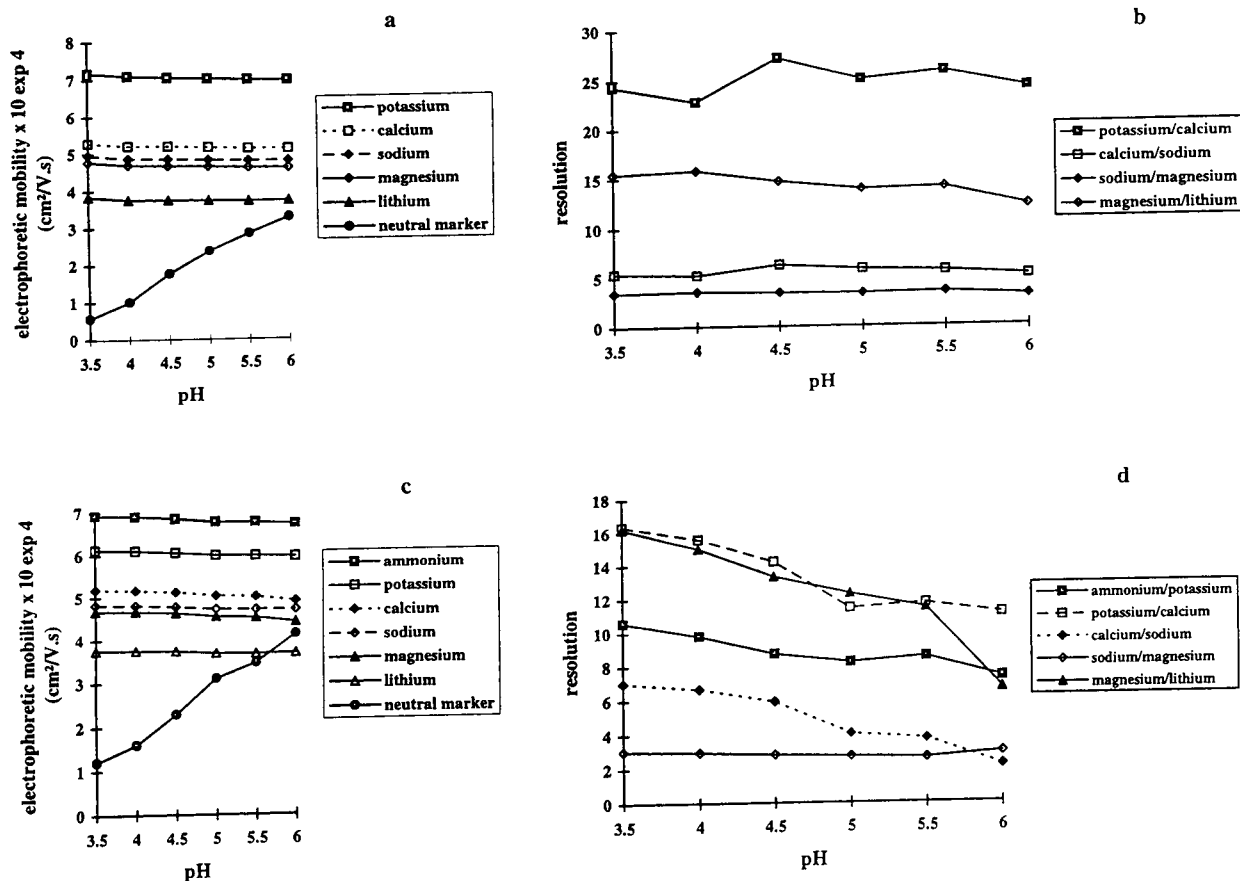 a
electrophoretic mobility x 10 exp 4
(cm²/V.s)
8
7
6
5
4
3
2
1
0
3.5 4 4.5 5 5.5 6
pH
potassium
calcium
sodium
magnesium
lithium
neutral marker
b
resolution
30
25
20
15
10
5
0
3.5 4 4.5 5 5.5 6
pH
potassium/calcium
calcium/sodium
sodium/magnesium
magnesium/lithium
c
electrophoretic mobility x 10 exp 4
(cm²/V.s)
7
6
5
4
3
2
1
0
3.5 4 4.5 5 5.5 6
pH
ammonium
potassium
calcium
sodium
magnesium
lithium
neutral marker
d
resolution
18
16
14
12
10
8
6
4
2
0
3.5 4 4.5 5 5.5 6
pH
ammonium/potassium
potassium/calcium
calcium/sodium
sodium/magnesium
magnesium/lithium